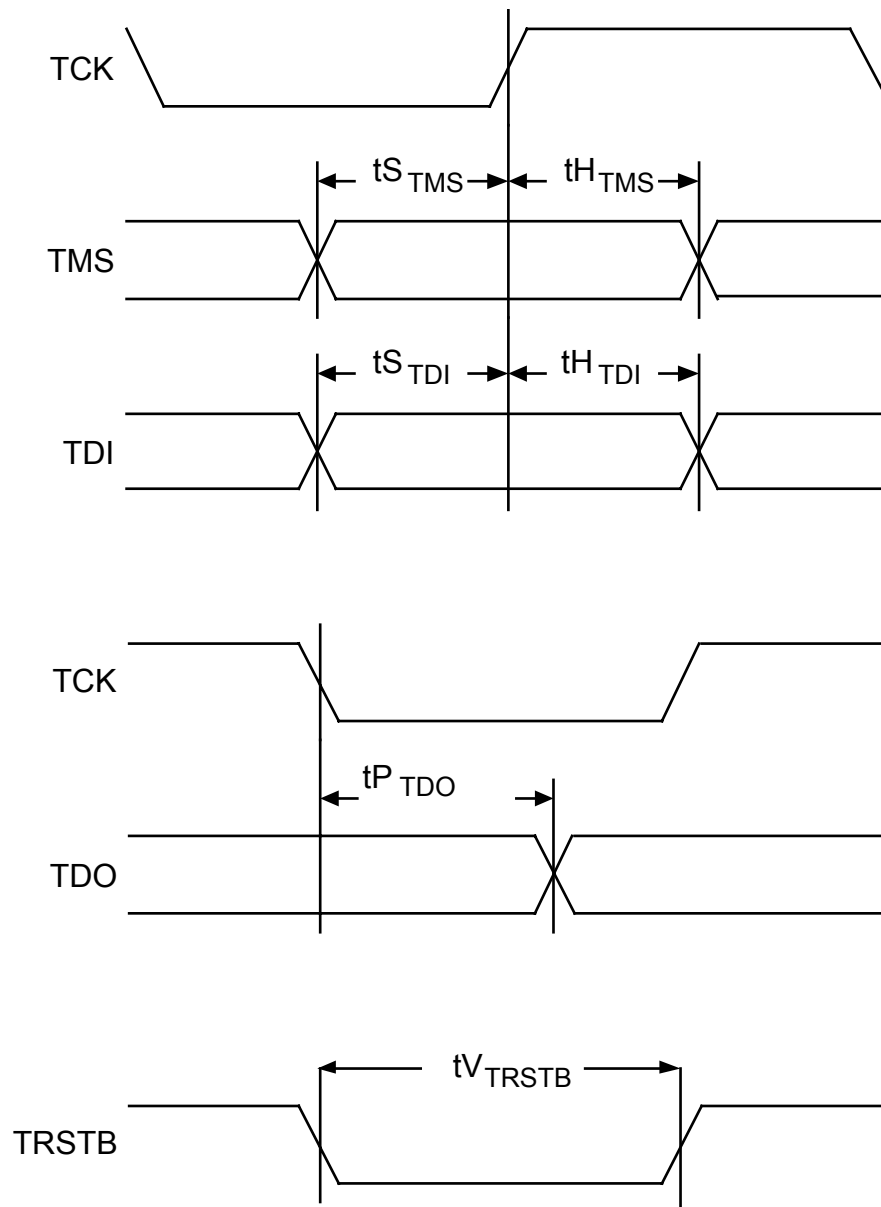 TCK
tS TMS
tH TMS
TMS
tS TDI
tH TDI
TDI
TCK
tP TDO
TDO
tV TRSTB
TRSTB